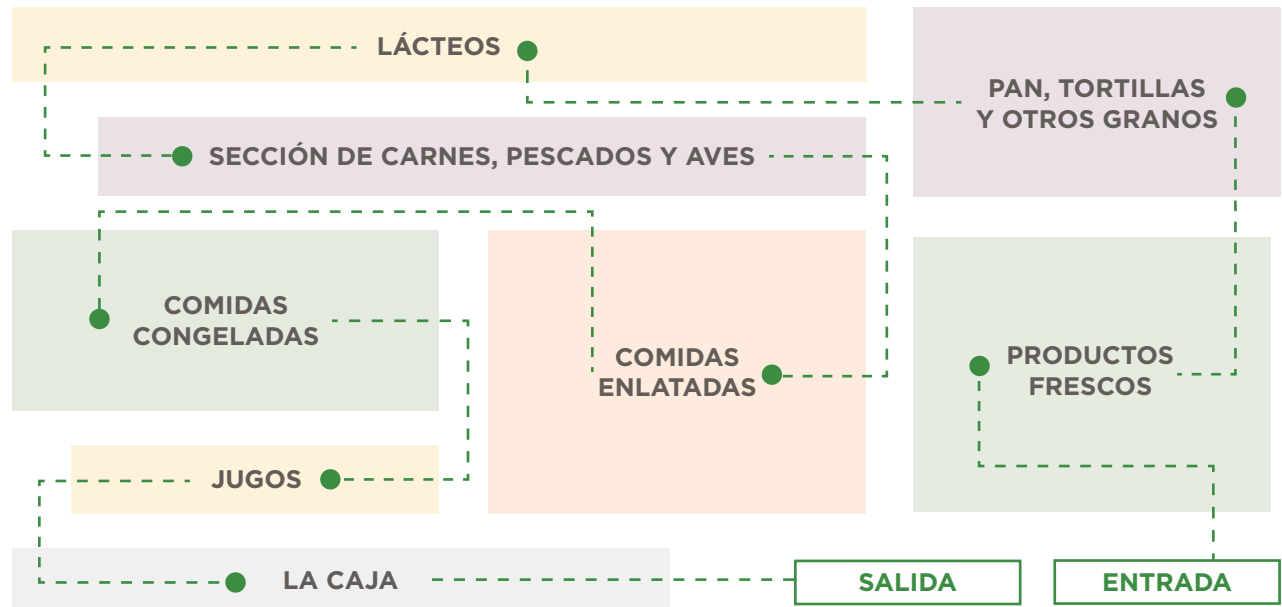 LÁCTEOS
PAN, TORTILLAS
Y OTROS GRANOS
SECCIÓN DE CARNES, PESCADOS Y AVES
COMIDAS
CONGELADAS
COMIDAS
ENLATADAS
PRODUCTOS
FRESCOS
JUGOS
LA CAJA
SALIDA
ENTRADA